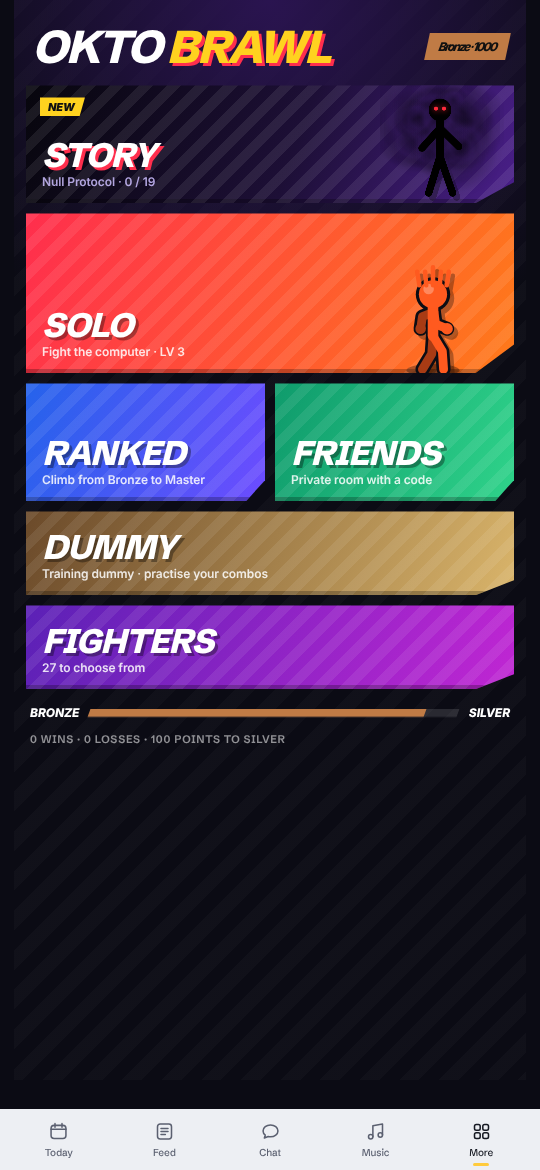 OKTO BRAWL
Bronze·1000
NEW
STORY
Null Protocol · 0 / 19
SOLO
Fight the computer · LV 3
RANKED
Climb from Bronze to Master
FRIENDS
Private room with a code
DUMMY
Training dummy · practise your combos
FIGHTERS
27 to choose from
BRONZE
SILVER
0 WINS · 0 LOSSES · 100 POINTS TO SILVER
Today
Feed
Chat
Music
More